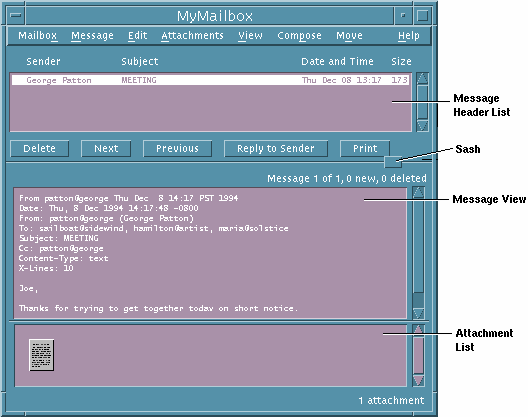 MyMailbox
Mailbox Message Edit Attachments View Compose Move Help
Sender Subject Date and Time Size
George Patton MEETING Thu Dec 08 13:17 173
Message
Header List
Delete Next Previous Reply to Sender Print
Sash
Message 1 of 1, 0 new, 0 deleted
Message View
From patton@george Thu Dec  8 14:17 PST 1994
Date: Thu, 8 Dec 1994 14:17:48 -0800
From: patton@george (George Patton)
To: sailboat@sidewind, hamilton@artist, maria@solstice
Subject: MEETING
Cc: patton@george
Content-Type: text
X-Lines: 10
Joe,
Thanks for trying to get together today on short notice.
Attachment
List
1 attachment